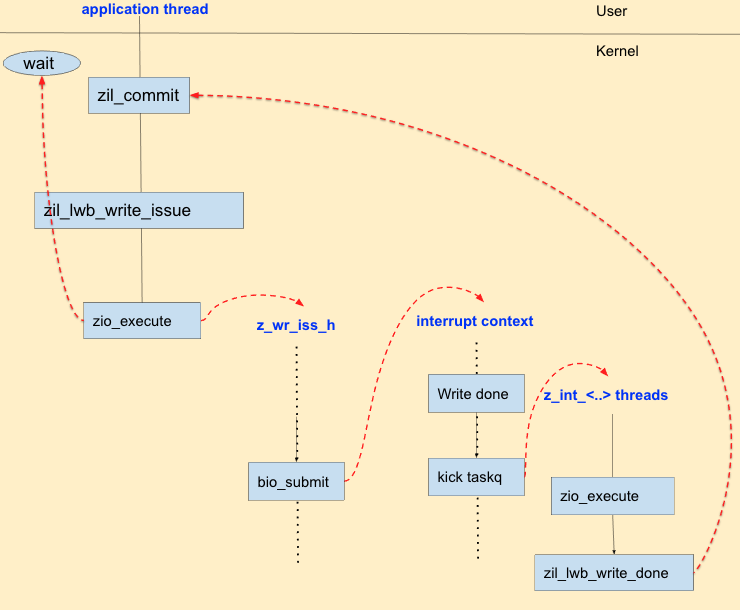 application thread
User
Kernel
wait
zil_commit
zil_lwb_write_issue
zio_execute
z_wr_iss_h
interrupt context
Write done
z_int_<..> threads
bio_submit
kick taskq
zio_execute
zil_lwb_write_done